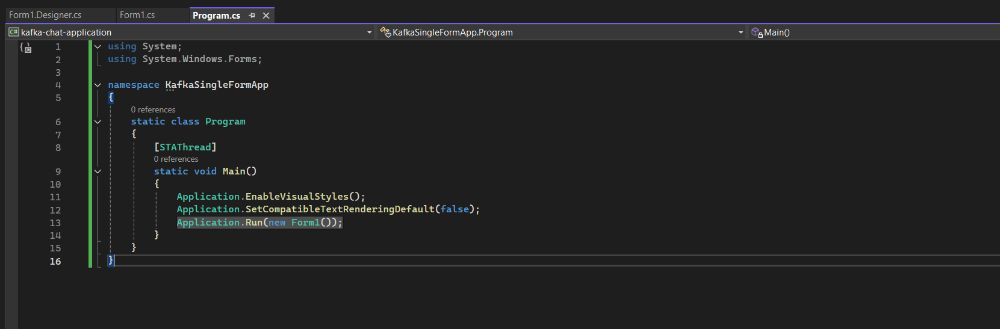 Form1.Designer.cs Form1.cs Program.cs
kafka-chat-application KafkaSingleFormApp.Program Main()
1 using System;
2 using System.Windows.Forms;
3
4 namespace KafkaSingleFormApp
5 {
0 references
6 static class Program
7 {
8 [STAThread]
0 references
9 static void Main()
10 {
11 Application.EnableVisualStyles();
12 Application.SetCompatibleTextRenderingDefault(false);
13 Application.Run(new Form1());
14 }
15 }
16 }